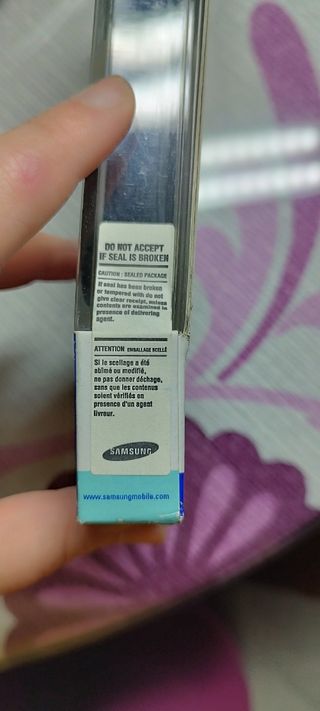 DO NOT ACCEPT
IF SEAL IS BROKEN
CAUTION : SEALED PACKAGE
If seal has been broken
or tempered with do not
give clear receipt, unless
contents are examined in
presence of delivering
agent.
ATTENTION EMBALLAGE SCELLÉ
Si le scellage a été
abîmé ou modifié,
ne pas donner décharge,
sans que les contenus
soient vérifiés en
presence d'un agent
livreur.
SAMSUNG
www.samsungmobile.com